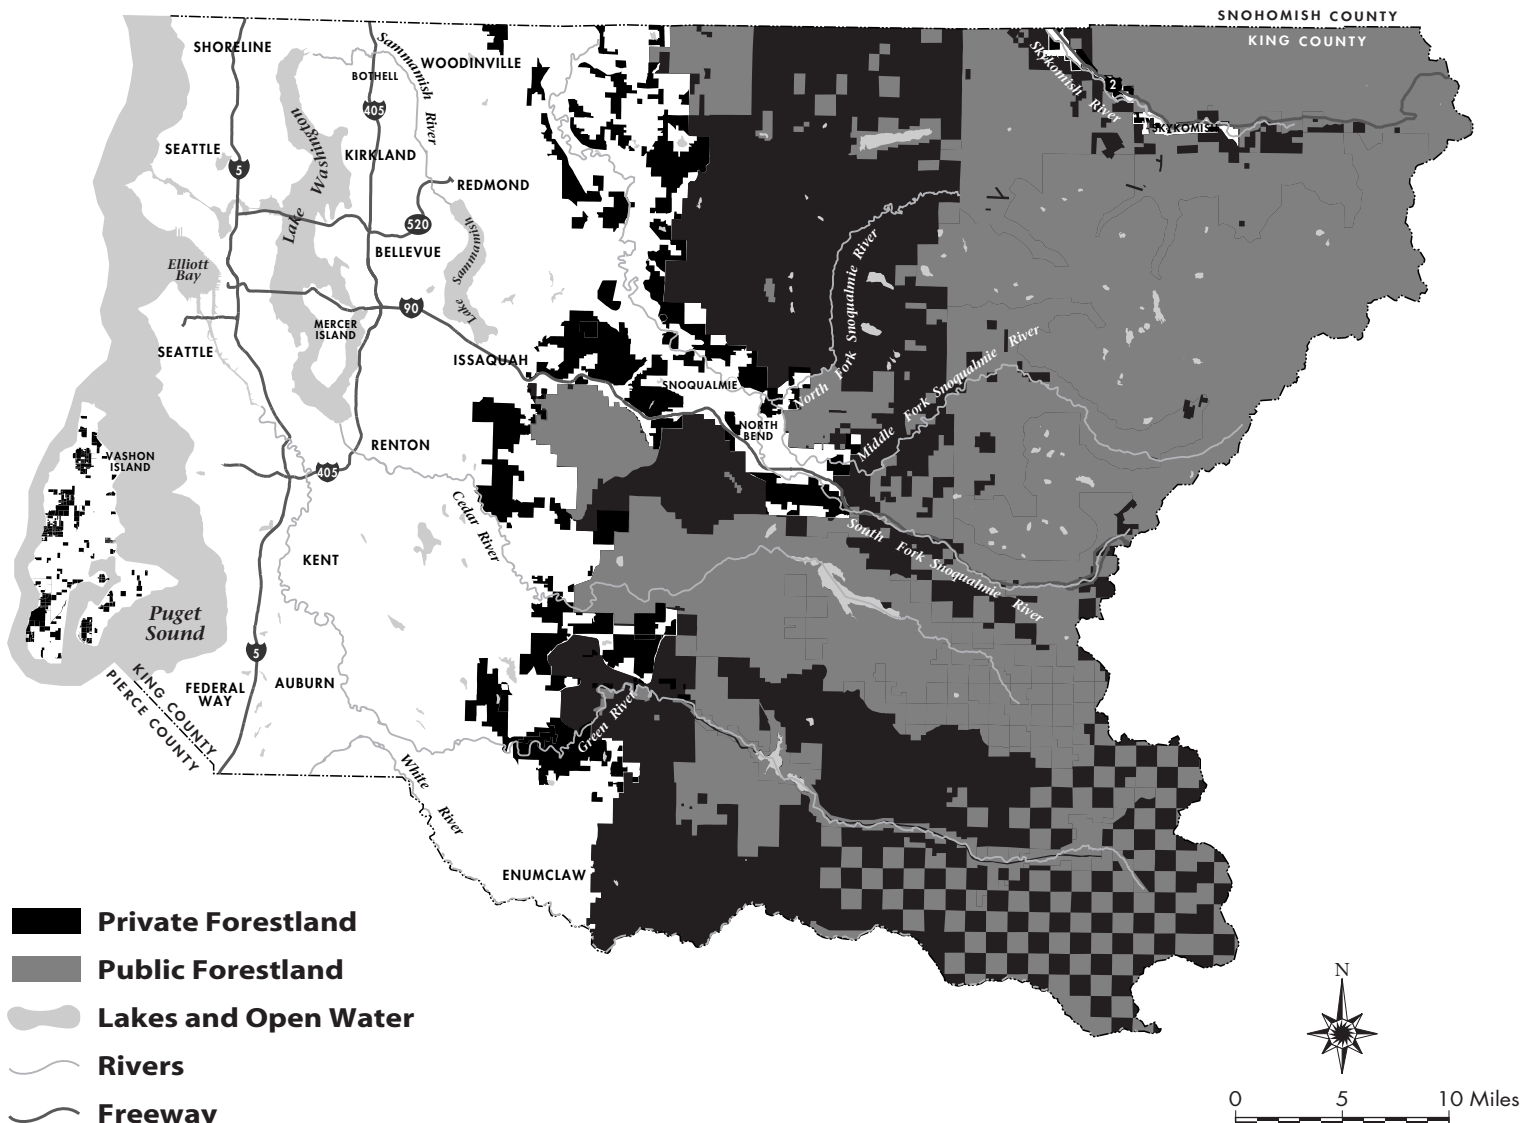 SNOHOMISH COUNTY
KING COUNTY
SHORELINE
Sammamish River
WOODINVILLE
BOTHELL
405
Skykomish River
2
SKYKOMISH
Lake Washington
SEATTLE
KIRKLAND
5
REDMOND
520
BELLEVUE
Lake Sammamish
Elliott
Bay
90
MERCER
ISLAND
SEATTLE
ISSAQUAH
SNOQUALMIE
North Fork Snoqualmie River
Middle Fork Snoqualmie River
NORTH
BEND
RENTON
VASHON
ISLAND
405
Cedar River
South Fork Snoqualmie River
KENT
Puget
Sound
5
KING COUNTY
PIERCE COUNTY
FEDERAL
WAY
AUBURN
Green River
White River
ENUMCLAW
Private Forestland
Public Forestland
Lakes and Open Water
Rivers
Freeway
N
0 5 10 Miles